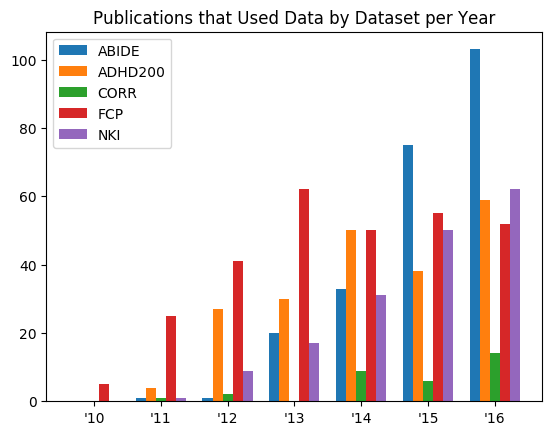 Publications that Used Data by Dataset per Year
ABIDE
ADHD200
CORR
FCP
NKI
100
80
60
40
20
0
'10 '11 '12 '13 '14 '15 '16